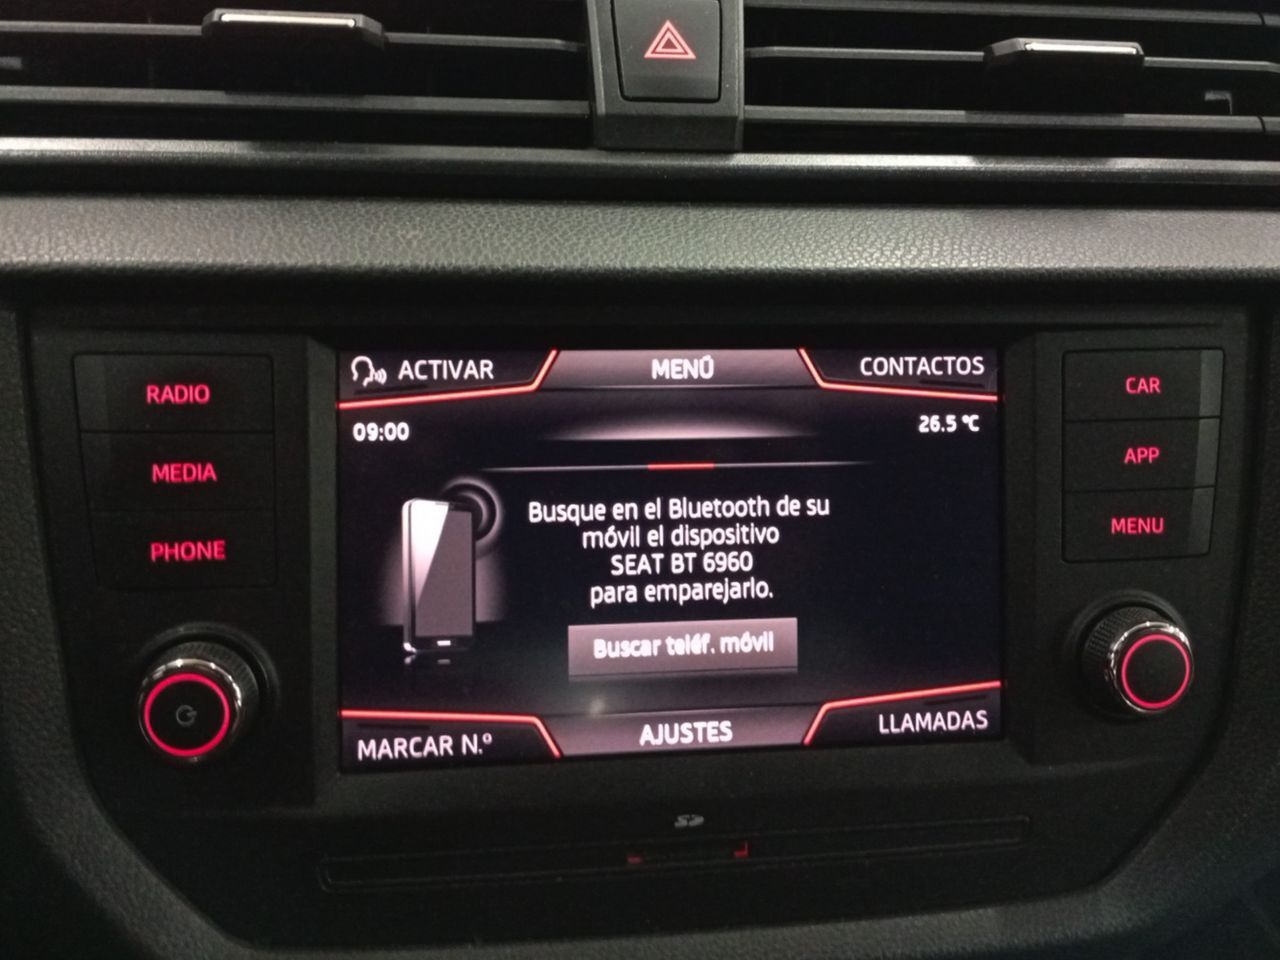 ACTIVAR
MENÚ
CONTACTOS
RADIO
CAR
09:00
26.5 °C
MEDIA
APP
Busque en el Bluetooth de su
móvil el dispositivo
SEAT BT 6960
para emparejarlo.
PHONE
MENU
Buscar teléf. móvil
MARCAR N.º
AJUSTES
LLAMADAS
SD